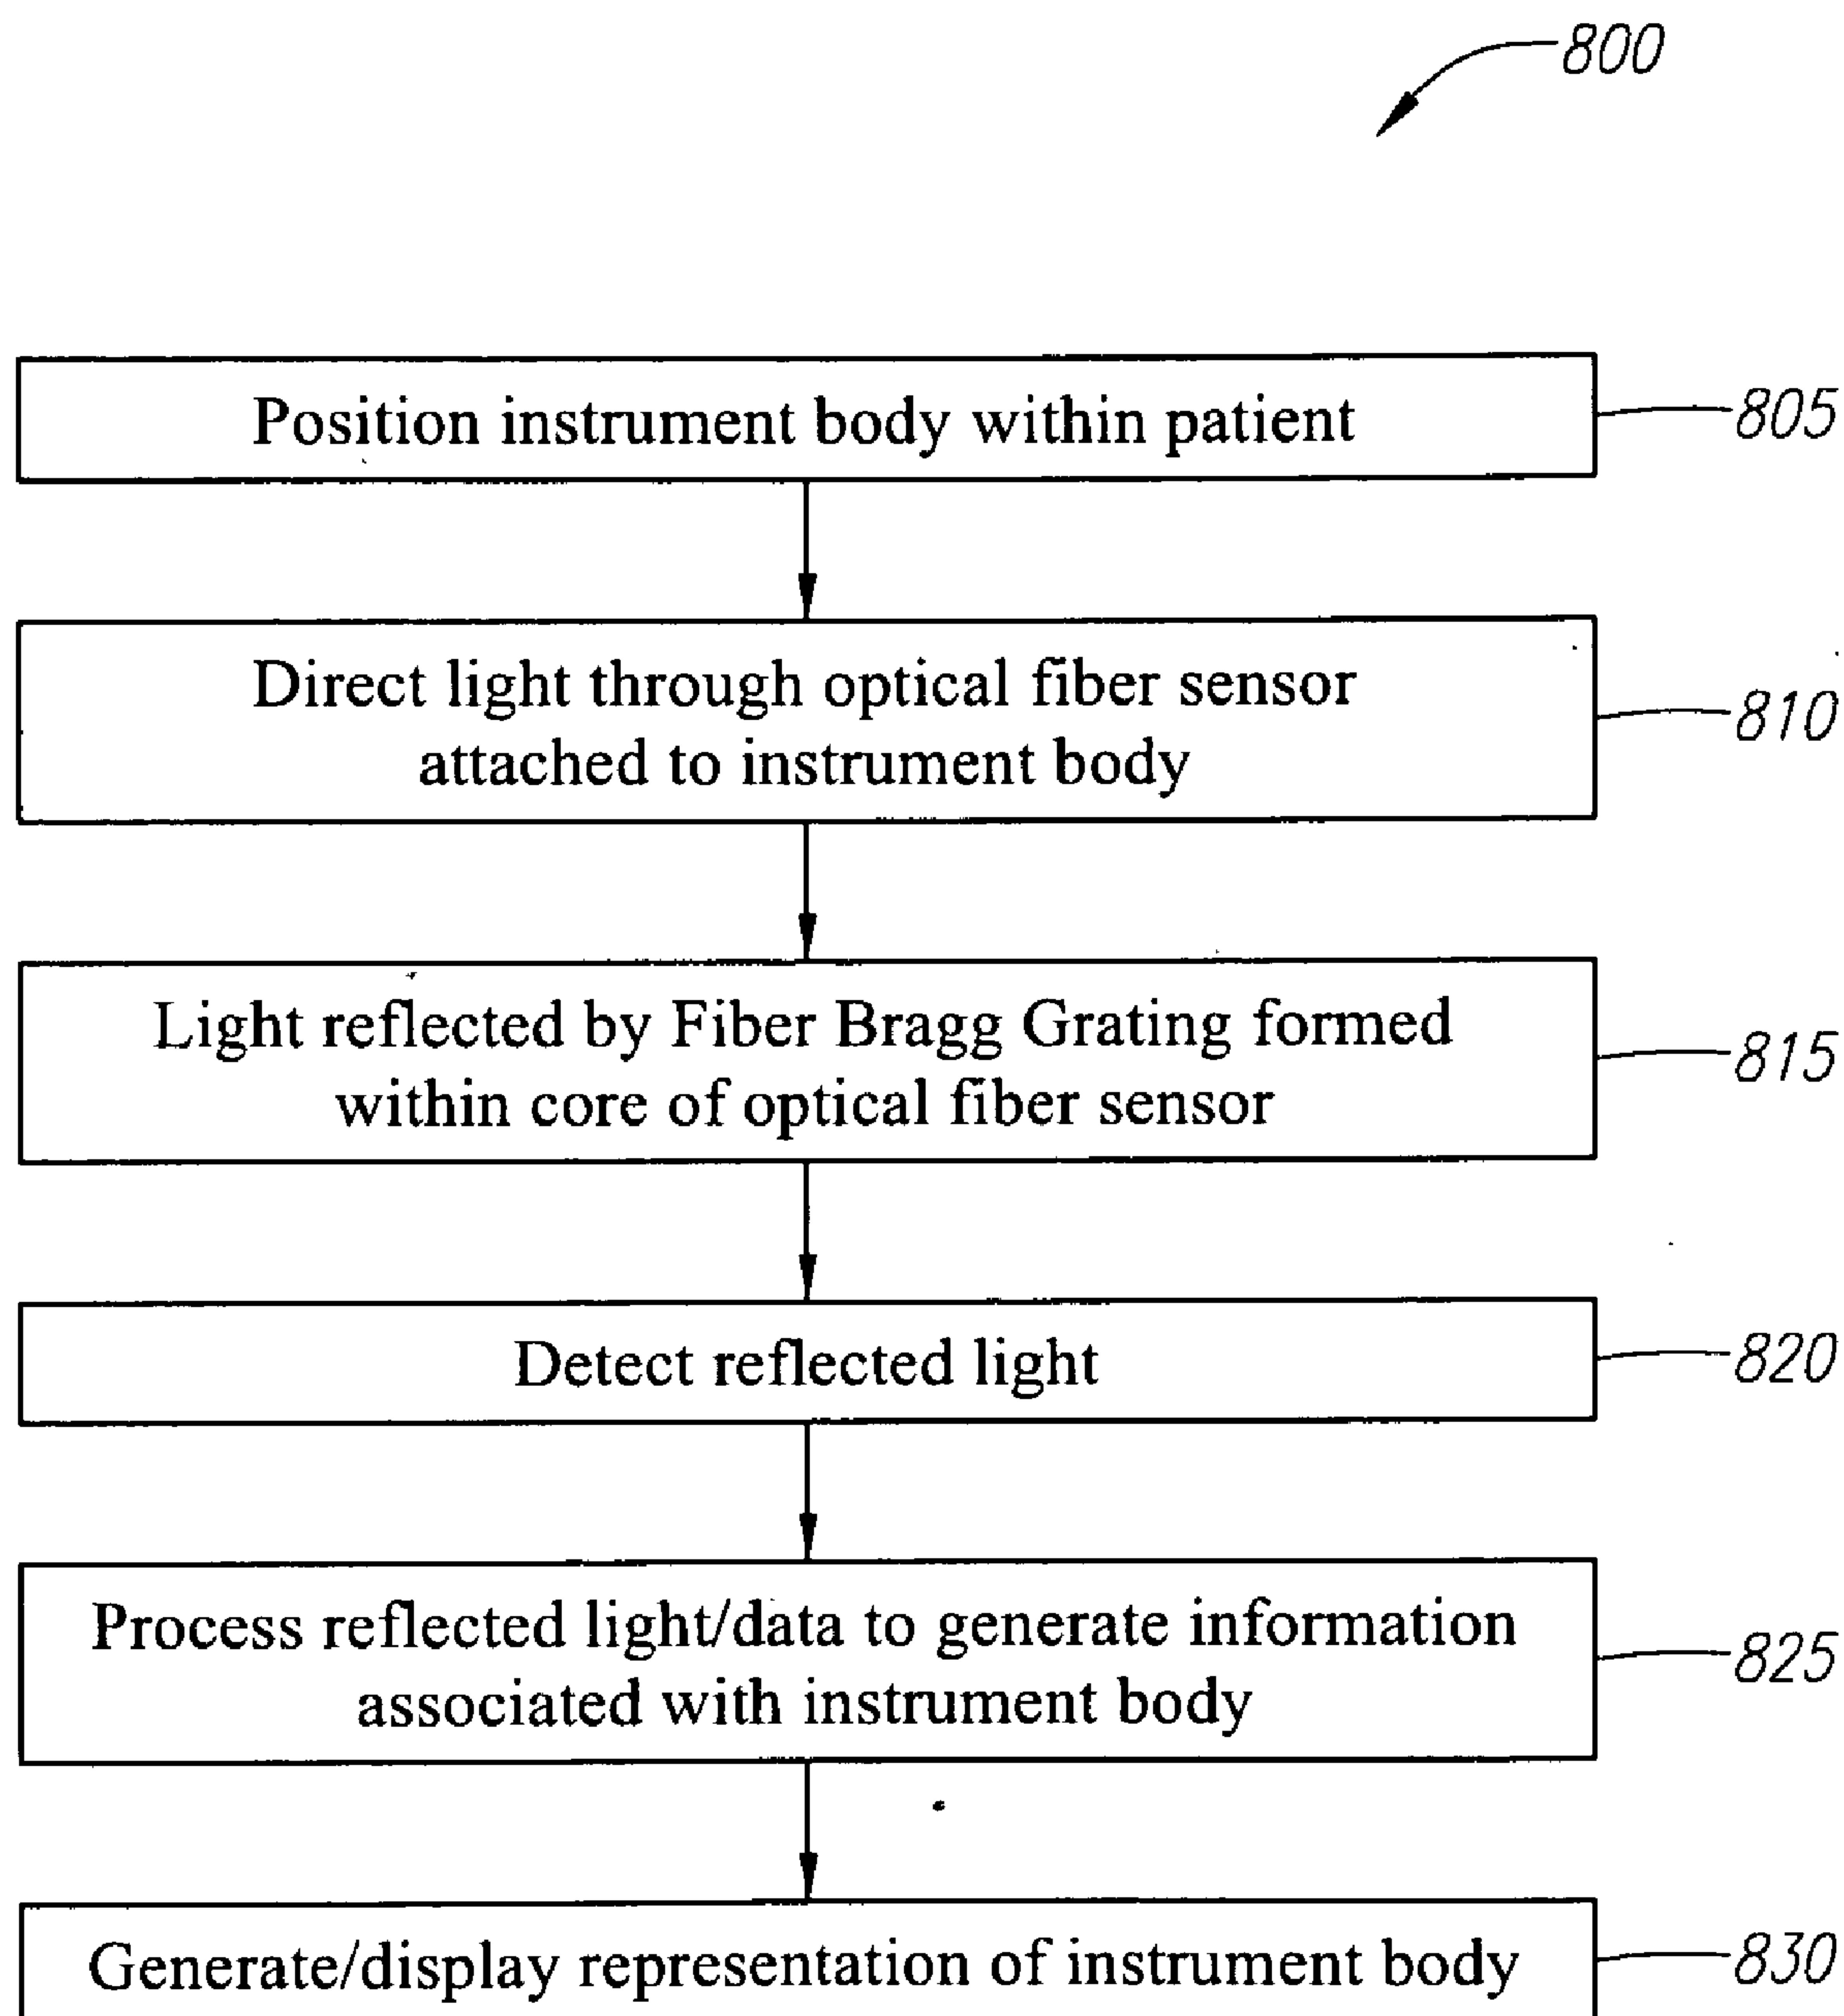 800
Position instrument body within patient
805
Direct light through optical fiber sensor
attached to instrument body
810
Light reflected by Fiber Bragg Grating formed
within core of optical fiber sensor
815
Detect reflected light
820
Process reflected light/data to generate information
associated with instrument body
825
Generate/display representation of instrument body
830